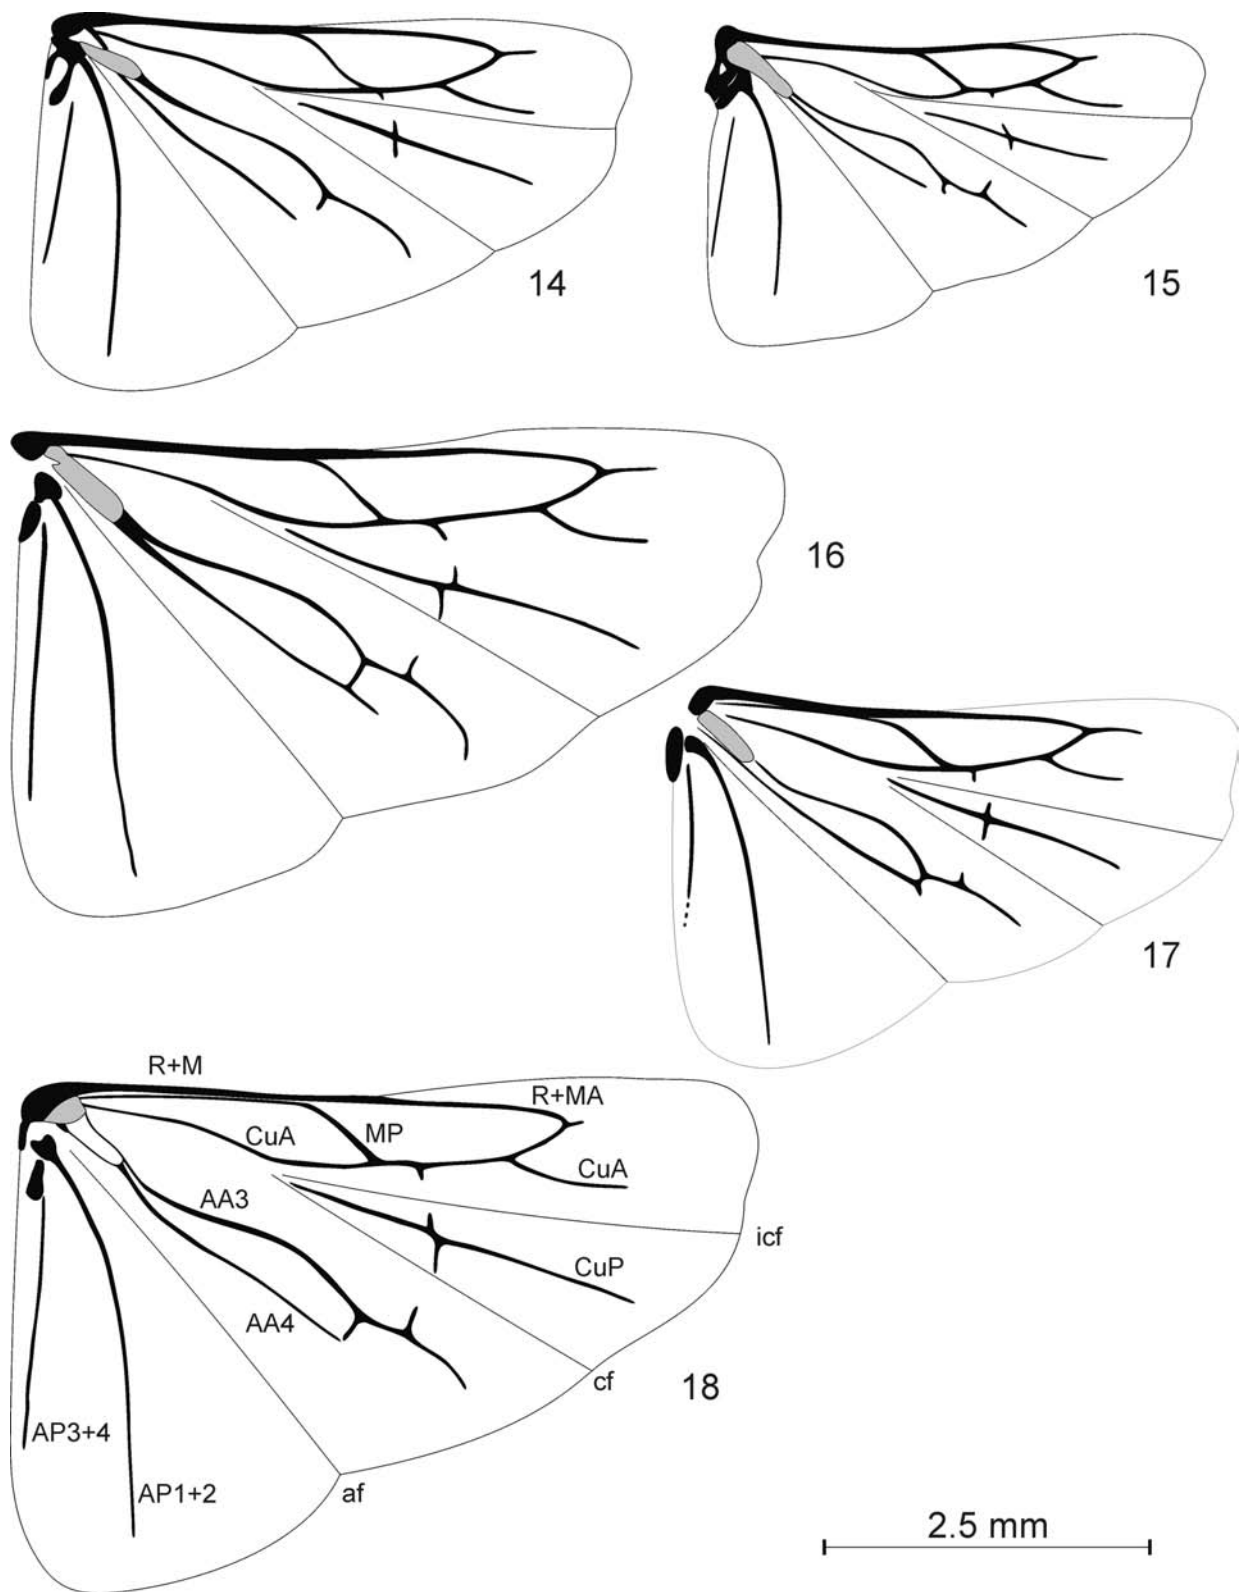 14
15
16
17
R+M
R+MA
CuA
MP
CuA
AA3
icf
CuP
AA4
cf
18
AP3+4
AP1+2
af
2.5 mm